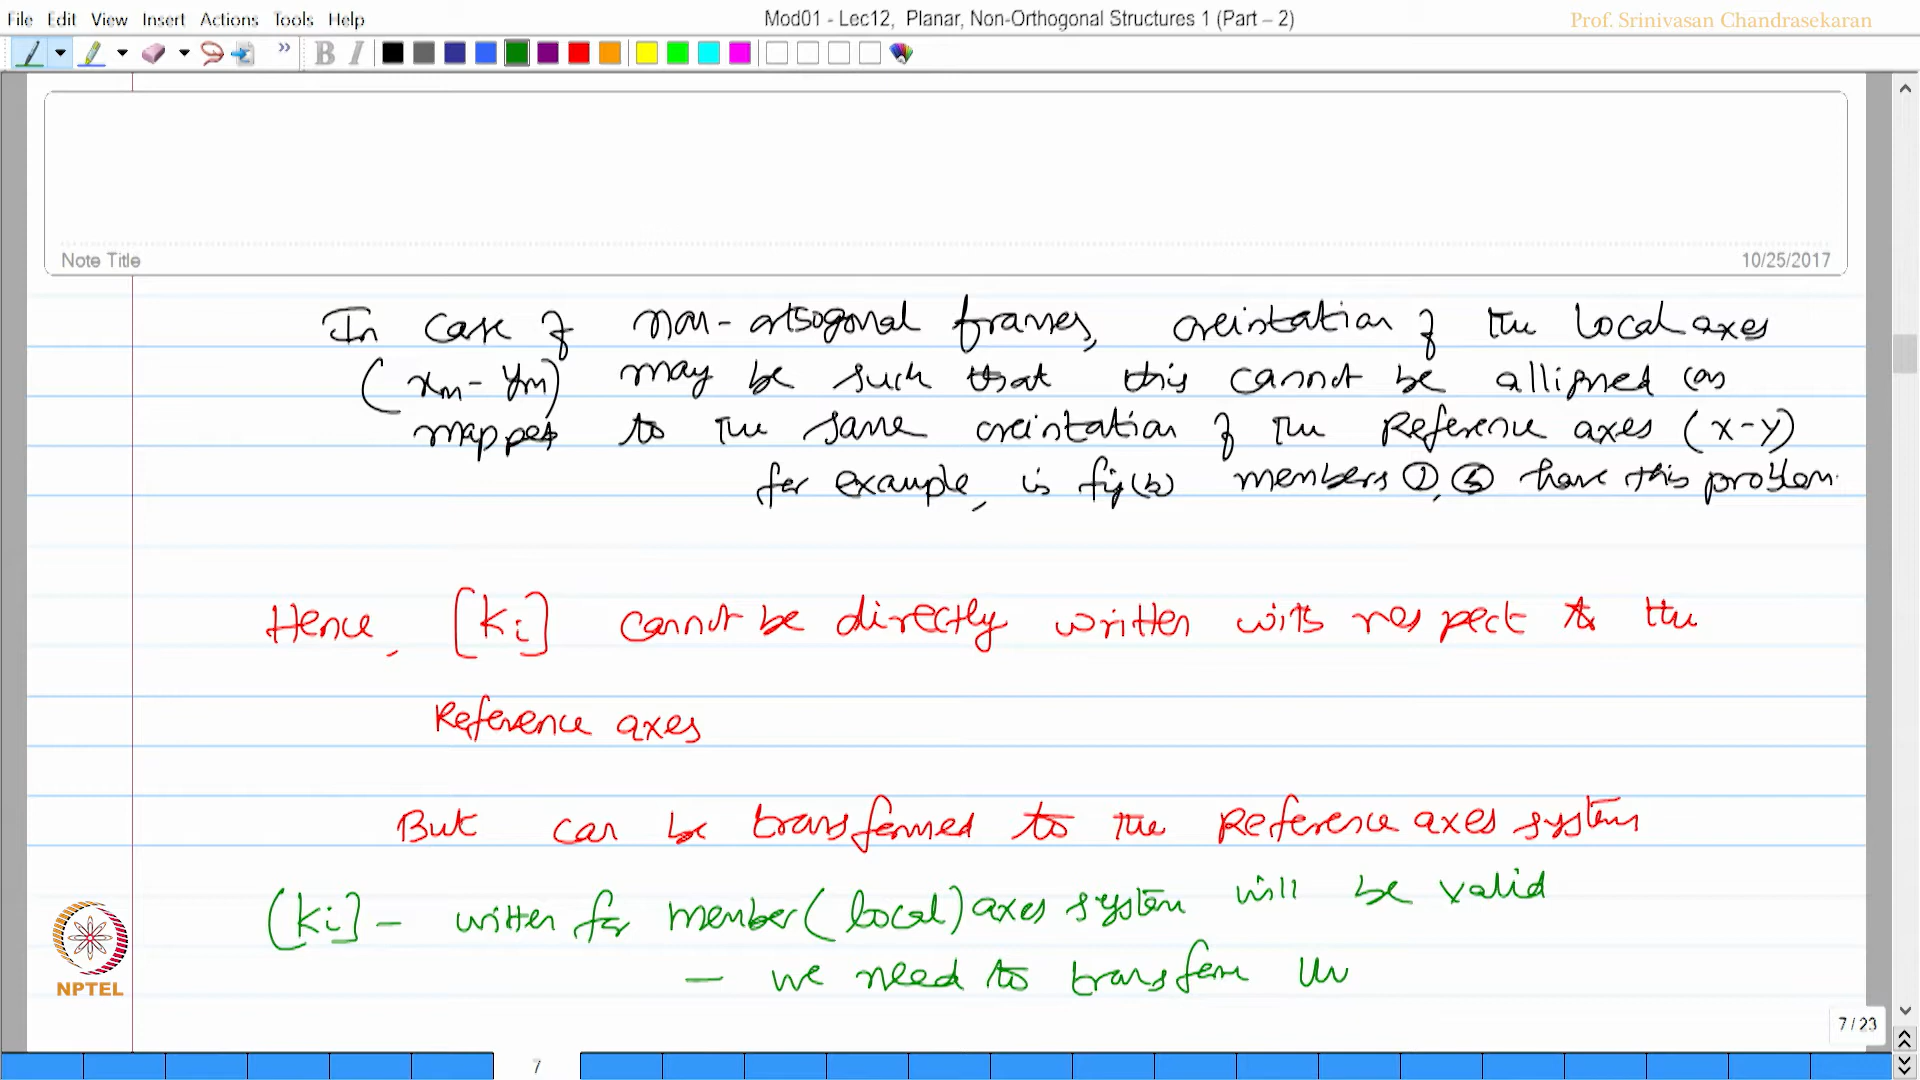 File Edit View Insert Actions Tools Help
Mod01 - Lec12, Planar, Non-Orthogonal Structures 1 (Part – 2)
Prof. Srinivasan Chandrasekaran
B I
Note Title
10/25/2017
In case of non-orthogonal frames, oreintation of the local axes
(xm - ym) may be such that this cannot be alligned (or
mapped to the same oreintation of the Reference axes (x-y)
for example, in fig(b) members ①, have this problem.
Hence, [Ki] cannot be directly written with respect to the
Reference axes
But can be transformed to the Reference axes system
[Ki] - written for member (local) axes system will be valid
- we need to transform
NPTEL
7 / 23
7